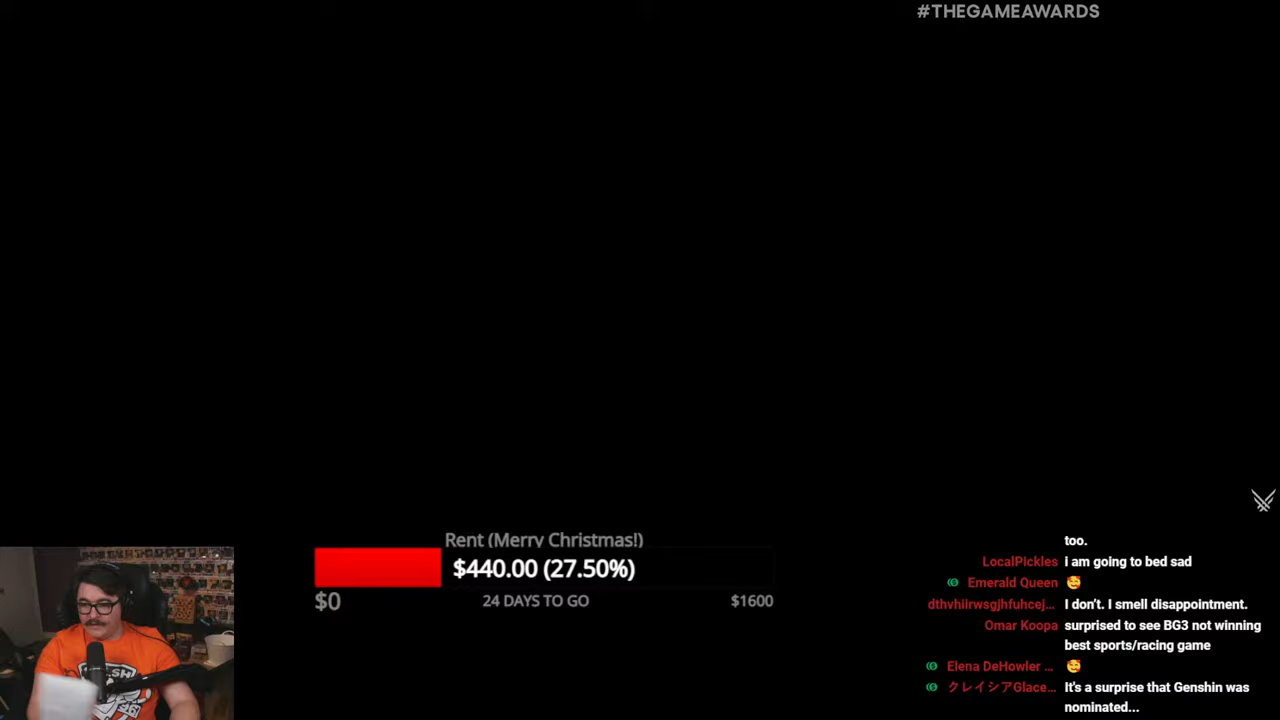 #THEGAMEAWARDS
Rent (Merry Christmas!)
$440.00 (27.50%)
$0 24 DAYS TO GO $1600
too.
LocalPIckles i am going to bed sad
Emerald Queen 🥰
dthvhiirwsgjhfuhcej... I don't. I smell disappointment.
Omar Koopa surprised to see BG3 not winning
best sports/racing game
Elena DeHowler ... 🥰
クレイシアGlace... It's a surprise that Genshin was
nominated...